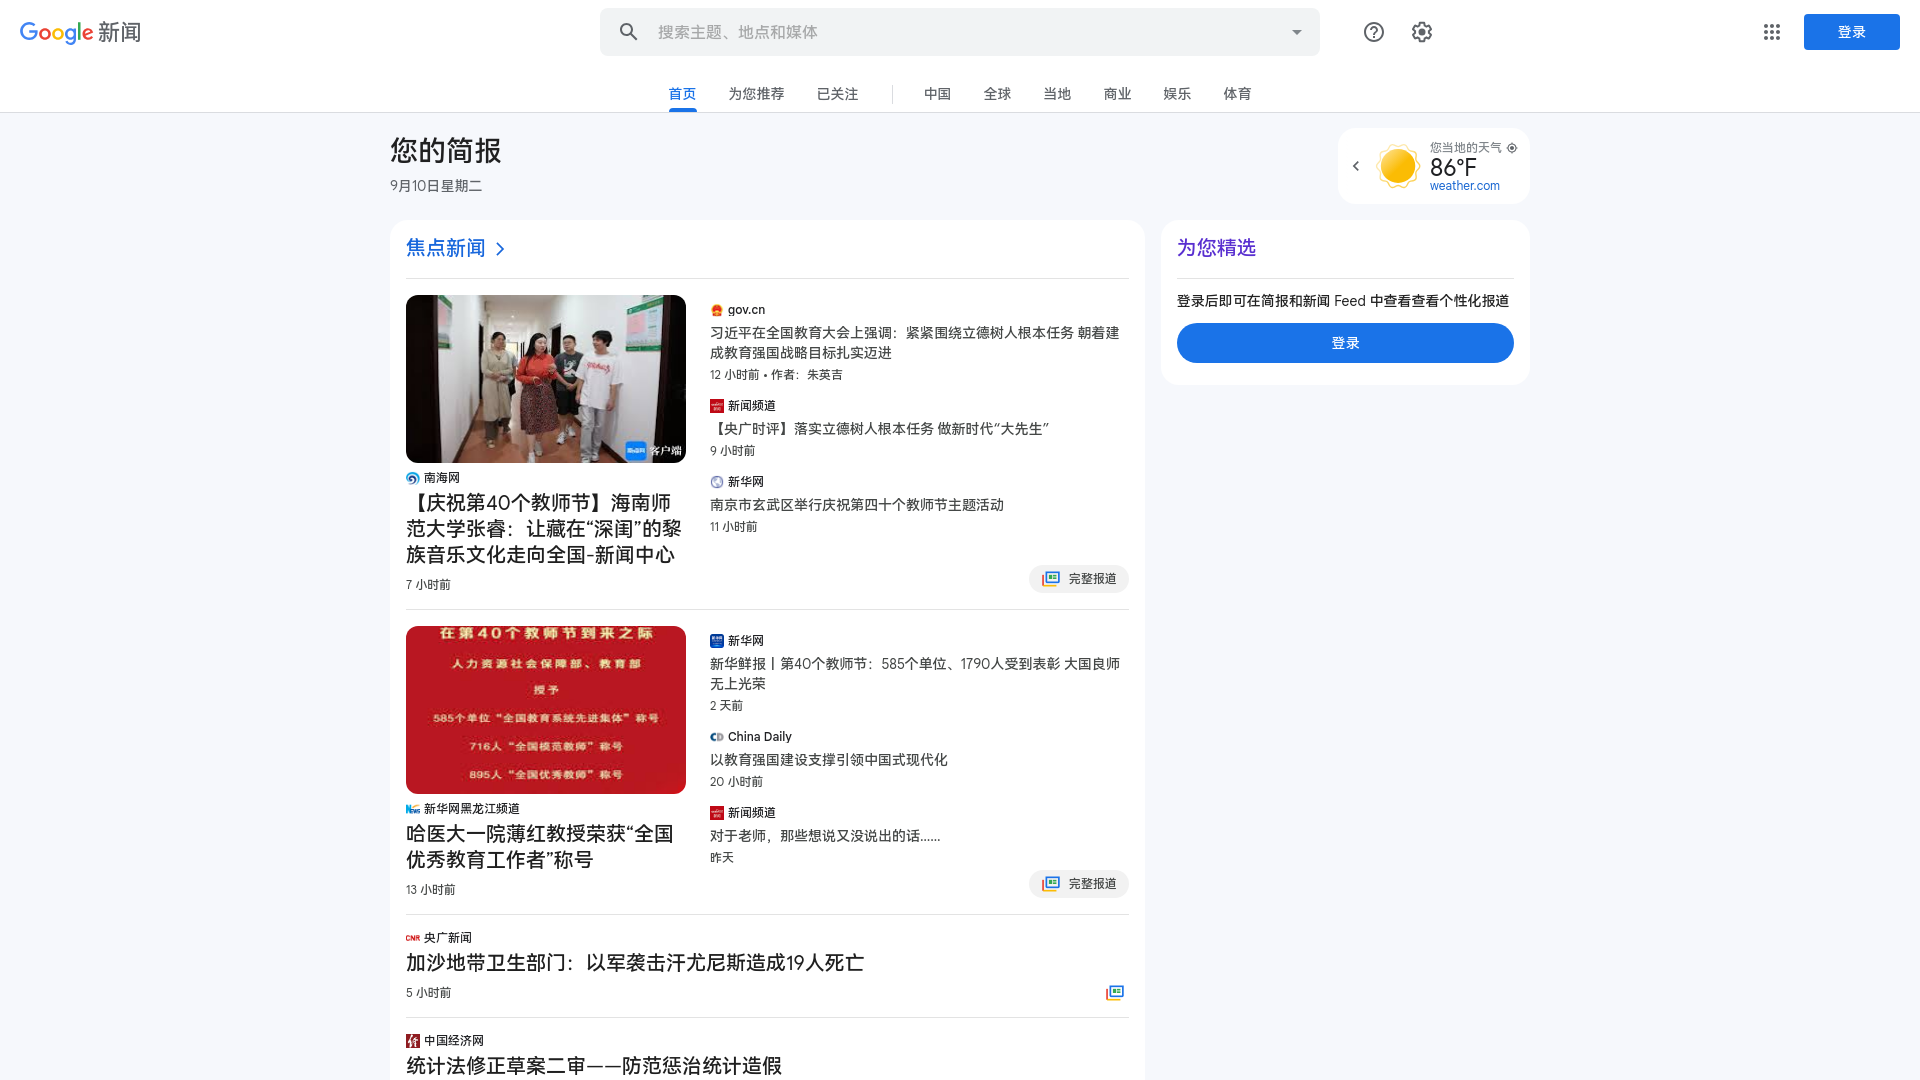 Google 新闻
搜索主题、地点和媒体
登录
首页
为您推荐
已关注
中国
全球
当地
商业
娱乐
体育
您的简报
9月10日星期二
您当地的天气
86°F
weather.com
焦点新闻
客户端
南海网
【庆祝第40个教师节】海南师
范大学张睿：让藏在“深闺”的黎
族音乐文化走向全国-新闻中心
7 小时前
gov.cn
习近平在全国教育大会上强调：紧紧围绕立德树人根本任务 朝着建
成教育强国战略目标扎实迈进
12 小时前 • 作者：朱英吉
新闻频道
【央广时评】落实立德树人根本任务 做新时代“大先生”
9 小时前
新华网
南京市玄武区举行庆祝第四十个教师节主题活动
11 小时前
完整报道
在第40个教师节到来之际
人力资源社会保障部、教育部
授予
585个单位“全国教育系统先进集体”称号
716人“全国模范教师”称号
895人“全国优秀教师”称号
新华网黑龙江频道
哈医大一院薄红教授荣获“全国
优秀教育工作者”称号
13 小时前
新华网
新华鲜报丨第40个教师节：585个单位、1790人受到表彰 大国良师
无上光荣
2 天前
China Daily
以教育强国建设支撑引领中国式现代化
20 小时前
新闻频道
对于老师，那些想说又没说出的话……
昨天
完整报道
CNR 央广新闻
加沙地带卫生部门：以军袭击汗尤尼斯造成19人死亡
5 小时前
中国经济网
统计法修正草案二审——防范惩治统计造假
为您精选
登录后即可在简报和新闻 Feed 中查看查看个性化报道
登录